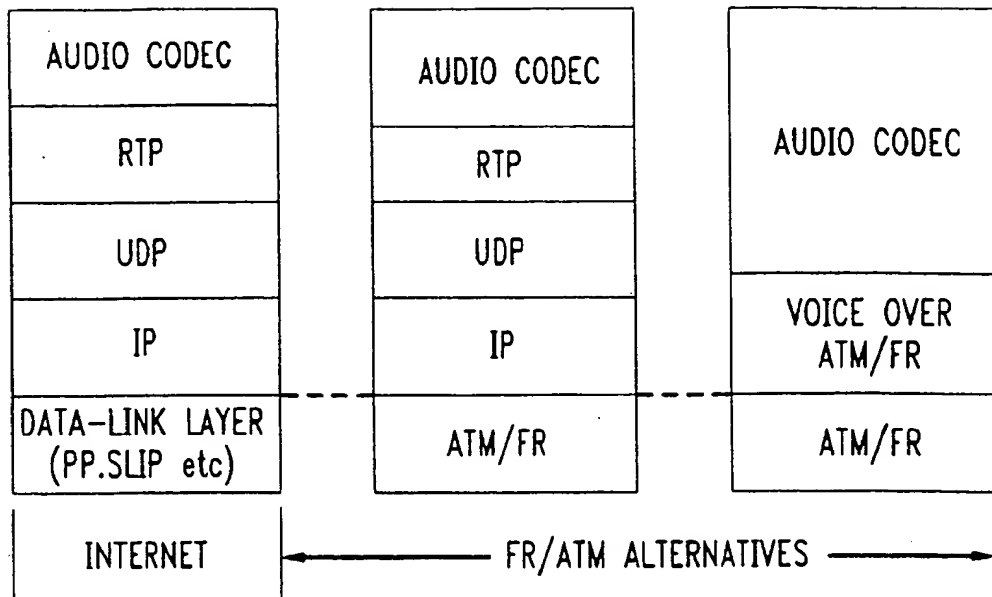 AUDIO CODEC
RTP
UDP
IP
DATA-LINK LAYER
(PP.SLIP etc)
INTERNET
AUDIO CODEC
RTP
UDP
IP
ATM/FR
AUDIO CODEC
VOICE OVER
ATM/FR
ATM/FR
FR/ATM ALTERNATIVES